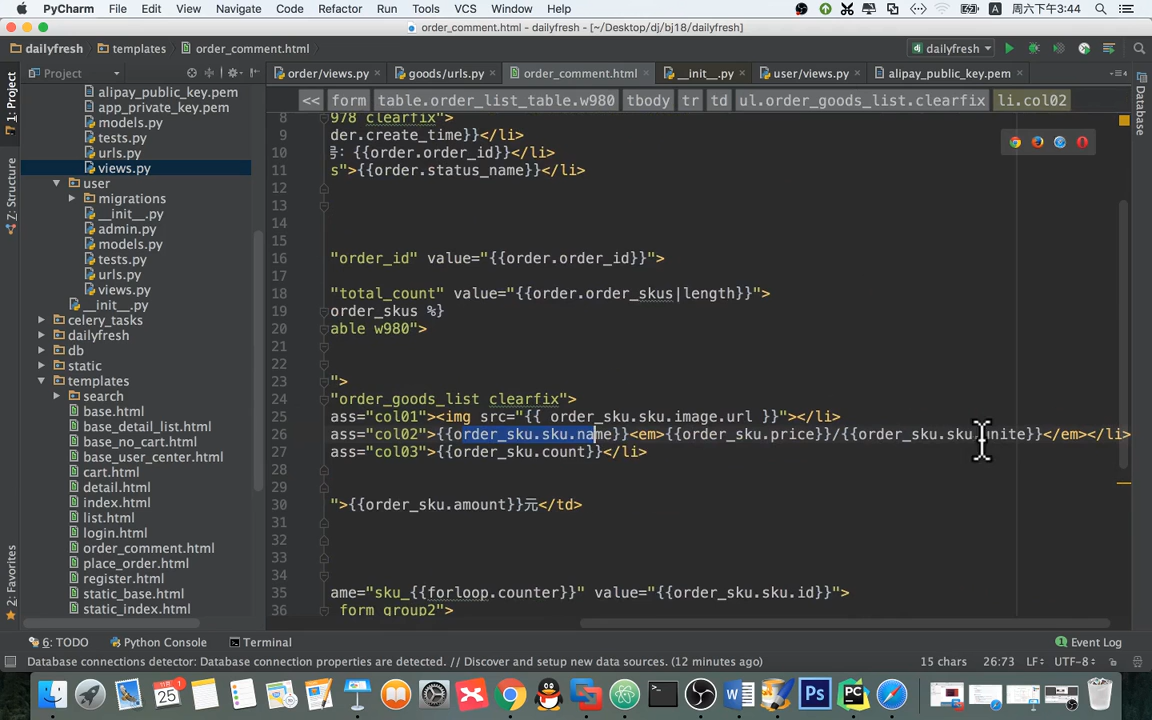 PyCharm File Edit View Navigate Code Refactor Run Tools VCS Window Help 周六下午3:44
order_comment.html - dailyfresh - [~/Desktop/dj/bj18/dailyfresh]
dailyfresh templates order_comment.html dailyfresh
Project order/views.py goods/urls.py order_comment.html __init__.py user/views.py alipay_public_key.pem
<< form table.order_list_table.w980 tbody tr td ul.order_goods_list.clearfix li.col02
1: Project
Z: Structure
2: Favorites
Database
alipay_public_key.pem
app_private_key.pem
models.py
tests.py
urls.py
views.py
user
migrations
__init__.py
admin.py
models.py
tests.py
urls.py
views.py
__init__.py
celery_tasks
dailyfresh
db
static
templates
search
base.html
base_detail_list.html
base_no_cart.html
base_user_center.html
cart.html
detail.html
index.html
list.html
login.html
order_comment.html
place_order.html
register.html
static_base.html
static_index.html
8 978 clearfix">
9 der.create_time}}</li>
10 号: {{order.order_id}}</li>
11 s">{{order.status_name}}</li>
12
13
14
15
16 "order_id" value="{{order.order_id}}">
17
18 "total_count" value="{{order.order_skus|length}}">
19 order_skus %}
20 able w980">
21
22
23 ">
24 "order_goods_list clearfix">
25 ass="col01"><img src="{{ order_sku.sku.image.url }}"></li>
26 ass="col02">{{order_sku.sku.name}}<em>{{order_sku.price}}/{{order_sku.sku.unite}}</em></li>
27 ass="col03">{{order_sku.count}}</li>
28
29
30 ">{{order_sku.amount}}元</td>
31
32
33
34
35 ame="sku_{{forloop.counter}}" value="{{order_sku.sku.id}}">
36 form_group2">
6: TODO Python Console Terminal Event Log
Database connections detector: Database connection properties are detected. // Discover and setup new data sources. (12 minutes ago) 15 chars 26:73 LF÷ UTF-8÷